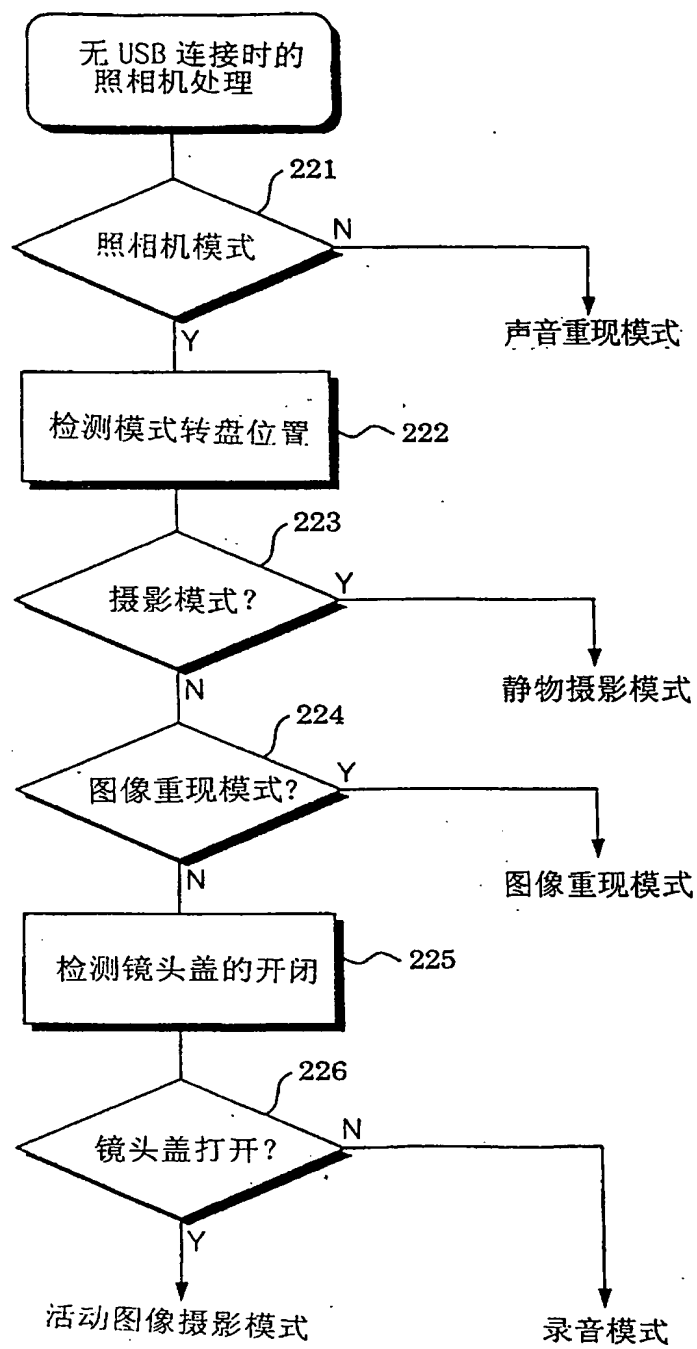 无 USB 连接时的
照相机处理
221
照相机模式
N
声音重现模式
Y
检测模式转盘位置
222
223
摄影模式?
Y
静物摄影模式
N
224
图像重现模式?
Y
图像重现模式
N
检测镜头盖的开闭
225
226
镜头盖打开?
N
Y
活动图像摄影模式
录音模式